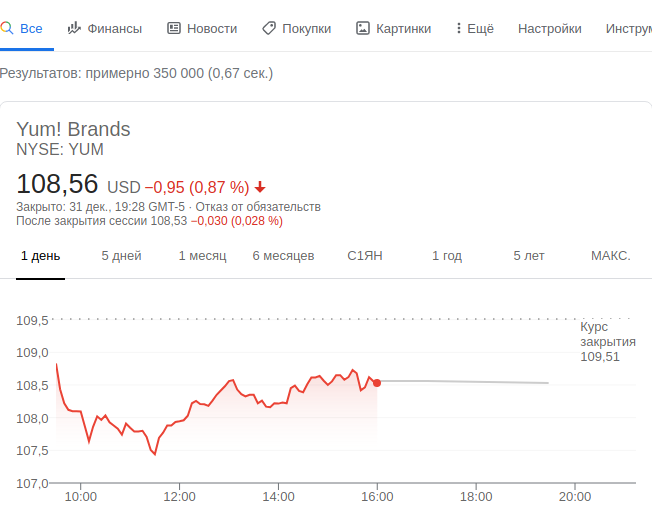 Все Финансы Новости Покупки Картинки Ещё Настройки Инструм
Результатов: примерно 350 000 (0,67 сек.)
Yum! Brands
NYSE: YUM
108,56 USD −0,95 (0,87 %)
Закрыто: 31 дек., 19:28 GMT-5 · Отказ от обязательств
После закрытия сессии 108,53 −0,030 (0,028 %)
1 день 5 дней 1 месяц 6 месяцев С1ЯН 1 год 5 лет МАКС.
109,5
Курс
закрытия
109,51
109,0
108,5
108,0
107,5
107,0
10:00 12:00 14:00 16:00 18:00 20:00